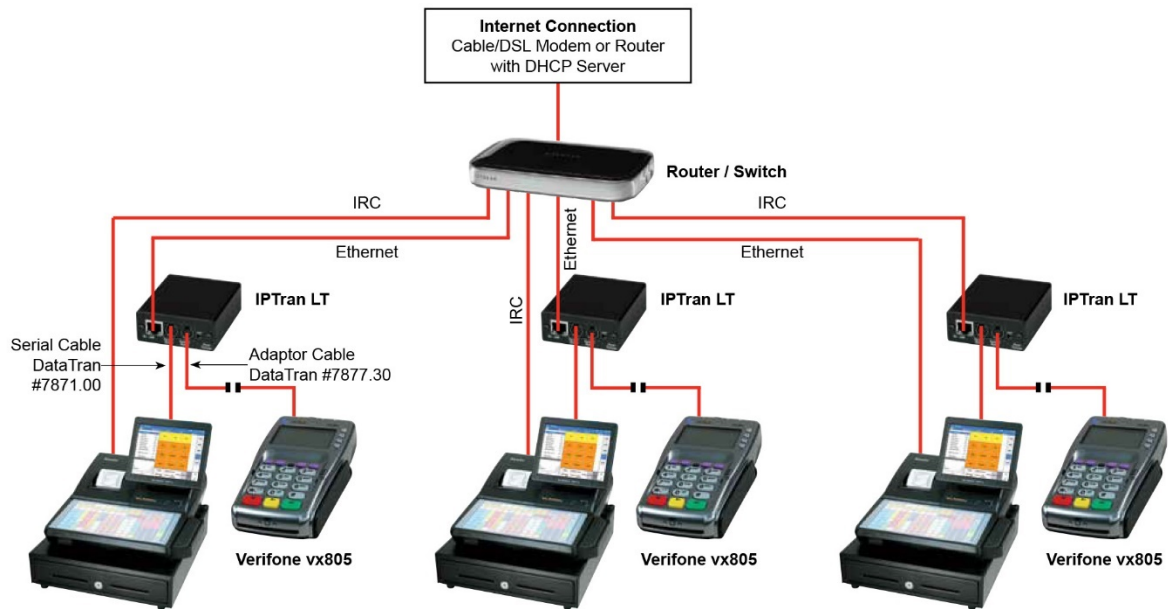 Internet Connection
Cable/DSL Modem or Router
with DHCP Server
Router / Switch
IRC
IRC
Ethernet
Ethernet
Ethernet
IPTran LT
IPTran LT
IPTran LT
IRC
Serial Cable
DataTran
#7871.00
Adaptor Cable
DataTran #7877.30
Verifone vx805
Verifone vx805
Verifone vx805